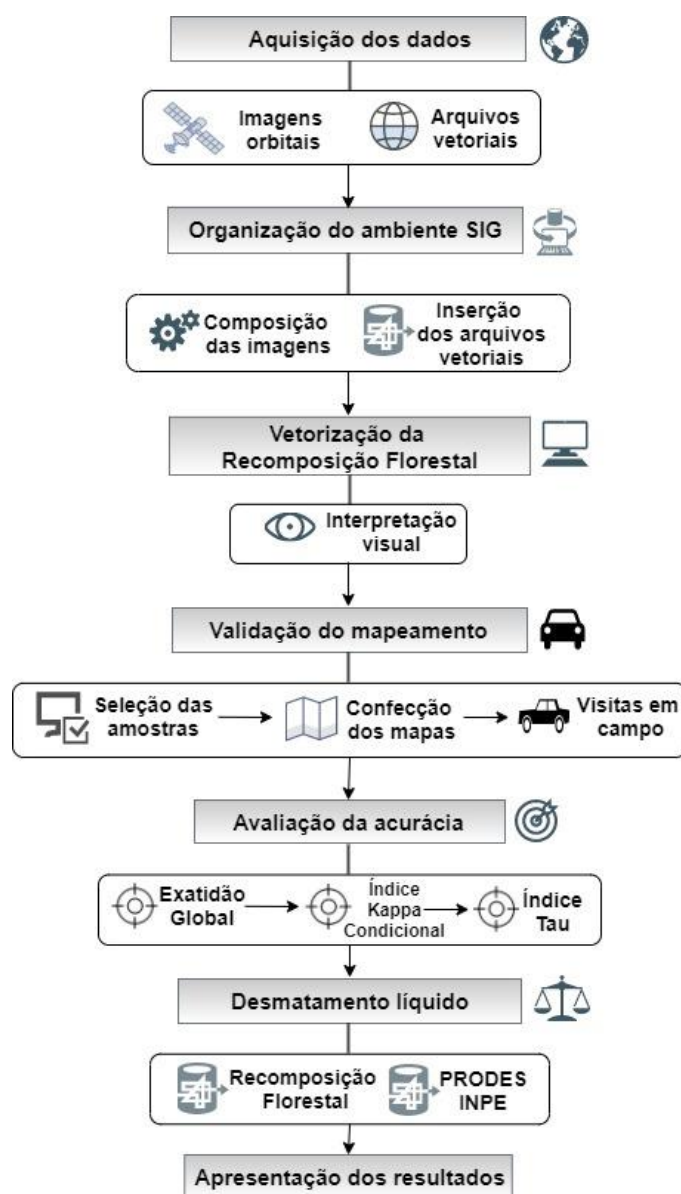 Aquisição dos dados
Imagens
orbitais
Arquivos
vetoriais
Organização do ambiente SIG
Composição
das imagens
Inserção
dos arquivos
vetoriais
Vetorização da
Recomposição Florestal
Interpretação
visual
Validação do mapeamento
Seleção das
amostras
Confecção
dos mapas
Visitas em
campo
Avaliação da acurácia
Exatidão
Global
Índice
Kappa
Condicional
Índice
Tau
Desmatamento líquido
Recomposição
Florestal
PRODES
INPE
Apresentação dos resultados